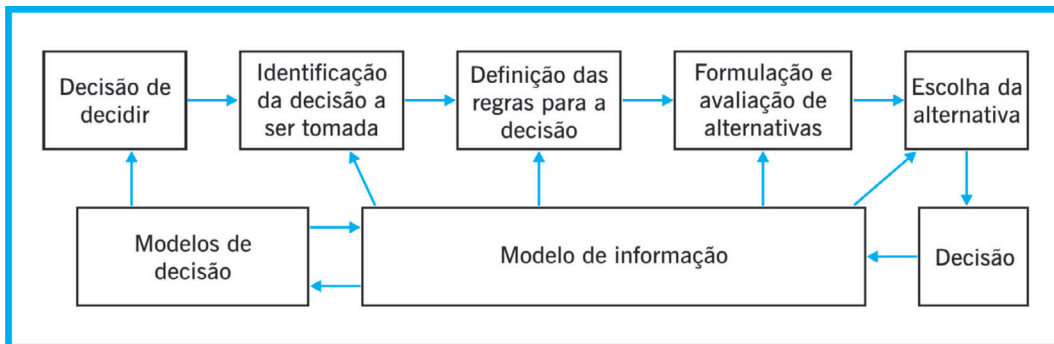 Decisão de
decidir
Identificação
da decisão a
ser tomada
Definição das
regras para a
decisão
Formulação e
avaliação de
alternativas
Escolha da
alternativa
Modelos de
decisão
Modelo de informação
Decisão